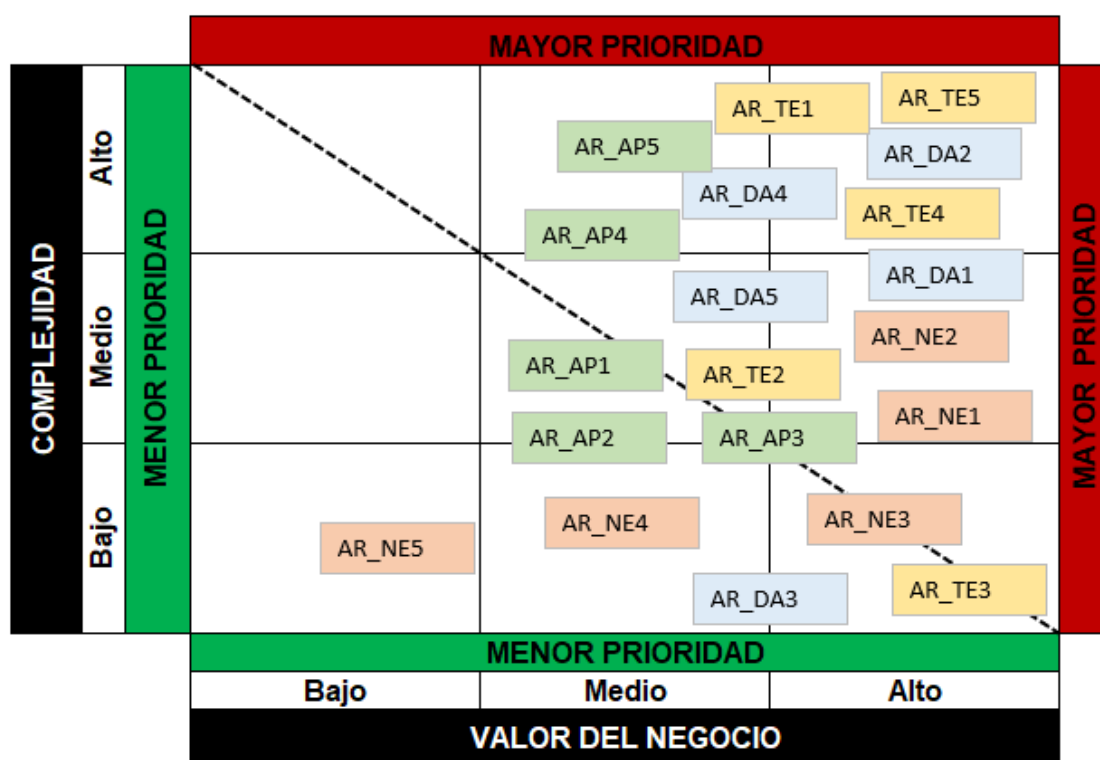 MAYOR PRIORIDAD
COMPLEJIDAD
Alto
Medio
Bajo
MENOR PRIORIDAD
AR_TE5
AR_TE1
AR_AP5
AR_DA2
AR_DA4
AR_TE4
AR_AP4
AR_DA1
AR_DA5
AR_NE2
AR_AP1
AR_TE2
AR_NE1
AR_AP2
AR_AP3
AR_NE4
AR_NE3
AR_NE5
AR_TE3
AR_DA3
MAYOR PRIORIDAD
MENOR PRIORIDAD
Bajo
Medio
Alto
VALOR DEL NEGOCIO